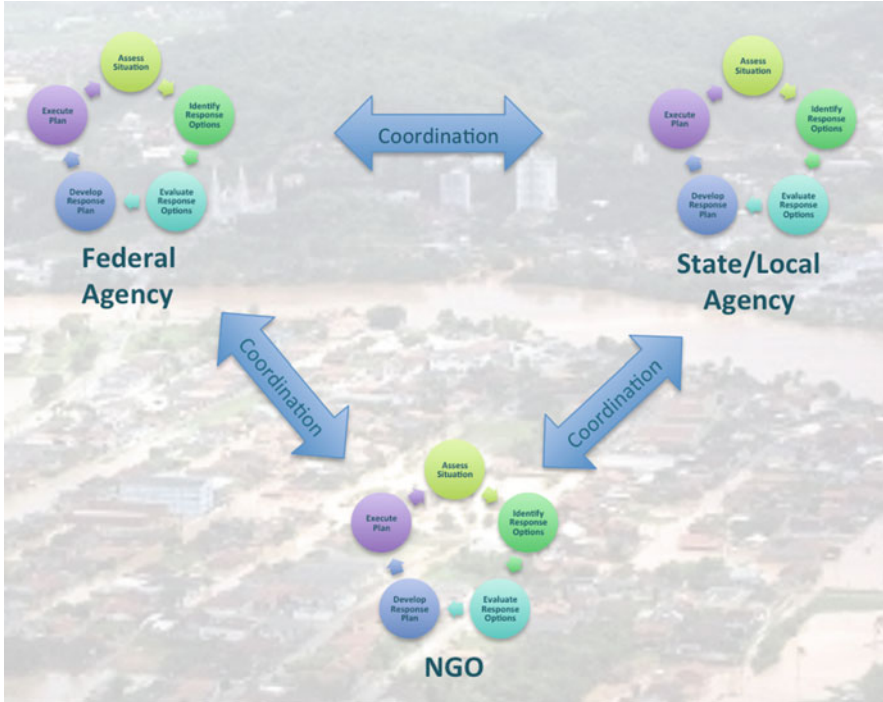 Assess
Situation
Identify
Response
Options
Evaluate
Response
Options
Develop
Response
Plan
Execute
Plan
Federal
Agency
Coordination
Assess
Situation
Identify
Response
Options
Evaluate
Response
Options
Develop
Response
Plan
Execute
Plan
State/Local
Agency
Coordination
Coordination
Assess
Situation
Identify
Response
Options
Evaluate
Response
Options
Develop
Response
Plan
Execute
Plan
NGO